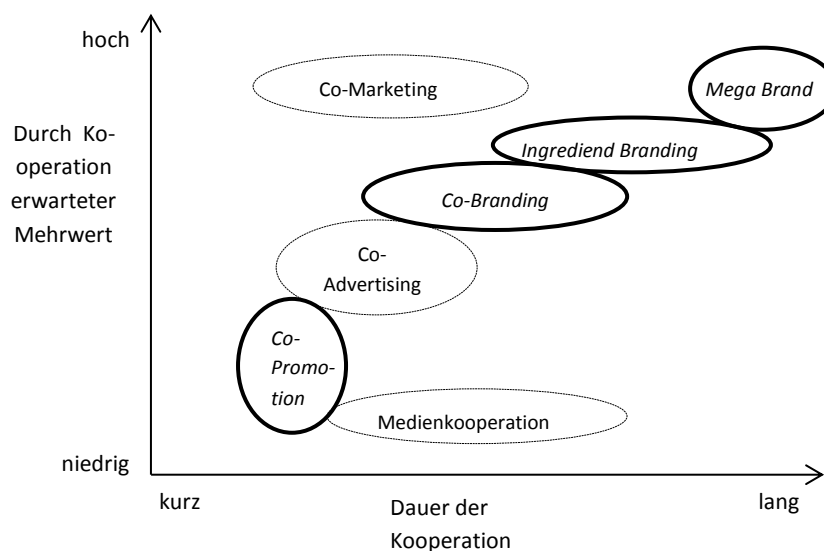 hoch
Co-Marketing
Mega Brand
Durch Ko-
operation
erwarteter
Mehrwert
Ingrediend Branding
Co-Branding
Co-
Advertising
Co-
Promo-
tion
Medienkooperation
niedrig
kurz
Dauer der
Kooperation
lang